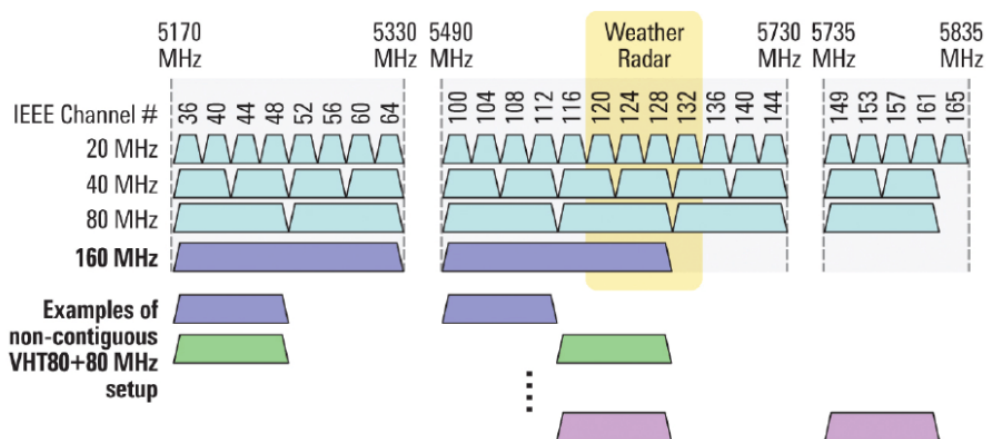 5170 MHz
5330 MHz
5490 MHz
Weather Radar
5730 MHz
5735 MHz
5835 MHz
IEEE Channel # 36 40 44 48 52 56 60 64 100 104 108 112 116 120 124 128 132 136 140 144 149 153 157 161 165
20 MHz
40 MHz
80 MHz
160 MHz
Examples of
non-contiguous
VHT80+80 MHz
setup